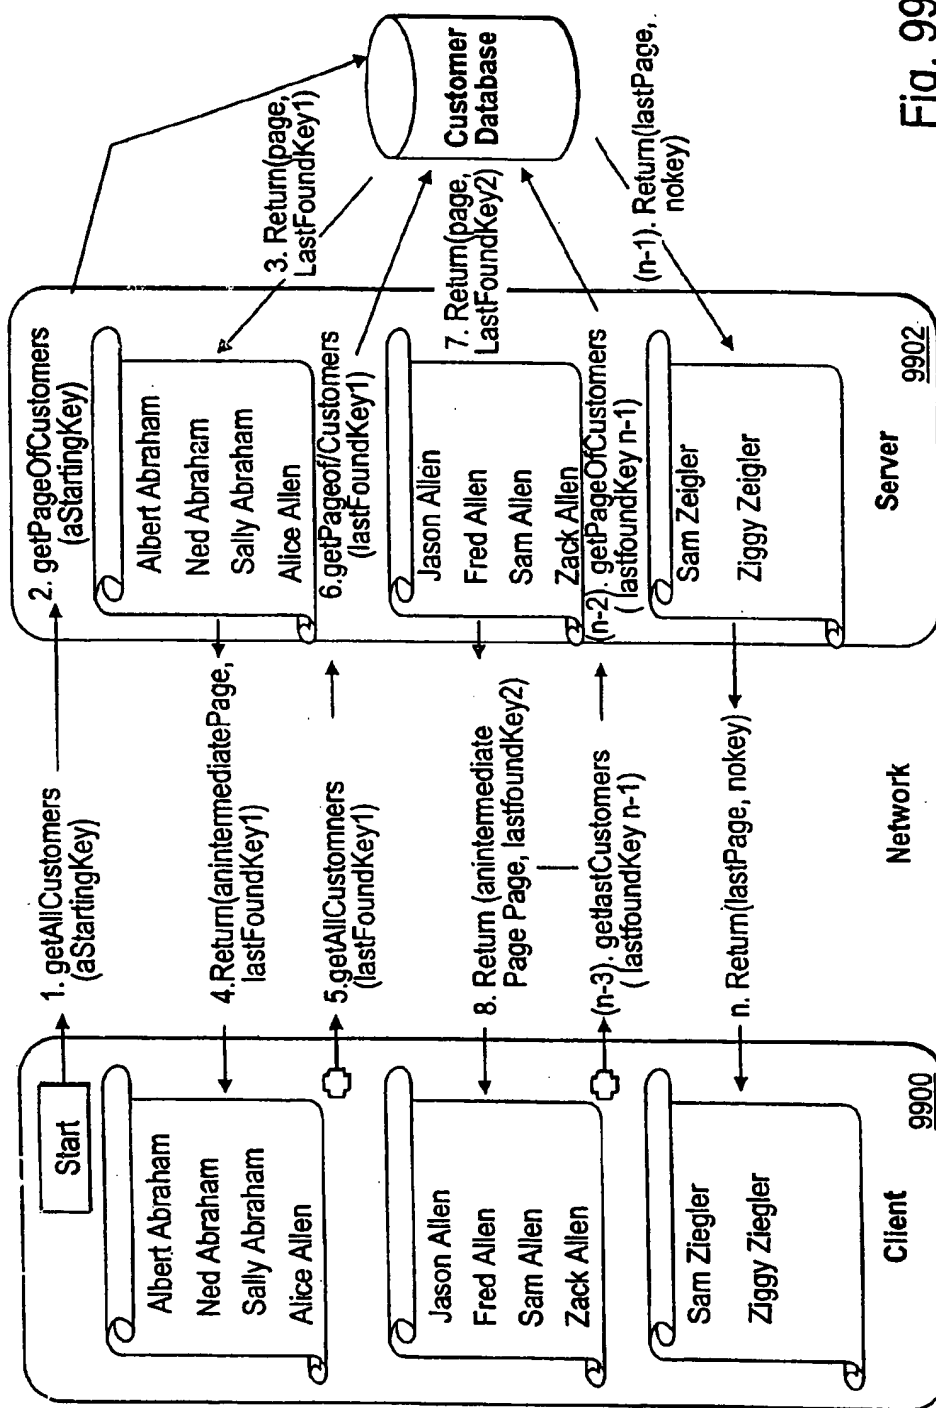 Start
Albert Abraham
Ned Abraham
Sally Abraham
Alice Allen
Jason Allen
Fred Allen
Sam Allen
Zack Allen
Sam Ziegler
Ziggy Ziegler
Client
9900
1. getAllCustomers
(aStartingKey)
4.Return(anintermediatePage,
lastFoundKey1)
5.getAllCustomners
(lastFoundKey1)
8. Return (anintermediate
Page Page, lastfoundKey2)
(n-3). getlastCustomers
( lastfoundKey n-1)
n. Return(lastPage, nokey)
Network
2. getPageOfCustomers
(aStartingKey)
Albert Abraham
Ned Abraham
Sally Abraham
Alice Allen
6.getPageof/Customers
(lastFoundKey1)
Jason Allen
Fred Allen
Sam Allen
Zack Allen
(n-2). getPageOfCustomers
( lastfoundKey n-1)
Sam Zeigler
Ziggy Zeigler
Server
9902
3. Return(page,
LastFoundKey1)
7. Return(page,
LastFoundKey2)
(n-1). Return(lastPage,
nokey)
Customer
Database
Fig. 99